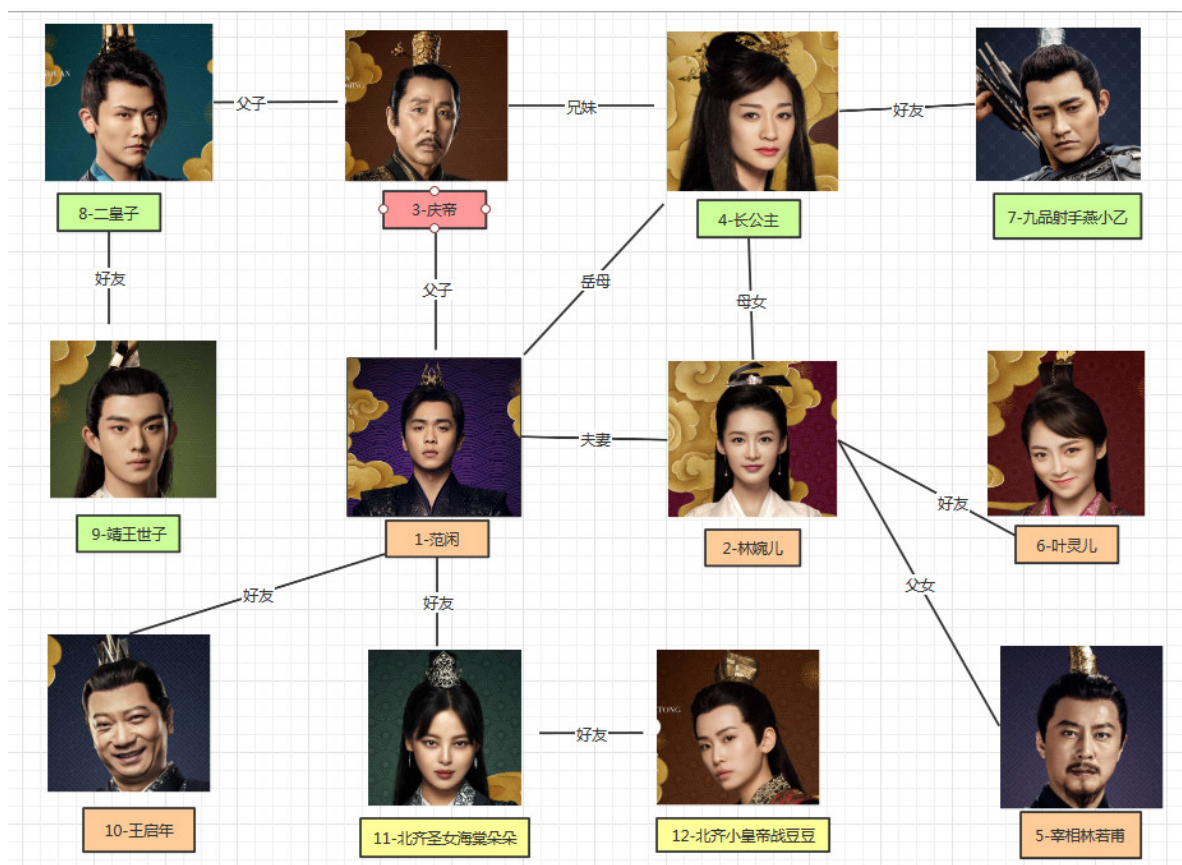 父子
兄妹
好友
8-二皇子
3-庆帝
4-长公主
7-九品射手燕小乙
好友
父子
岳母
母女
夫妻
好友
9-靖王世子
1-范闲
2-林婉儿
6-叶灵儿
父女
好友
好友
TONG
好友
10-王启年
11-北齐圣女海棠朵朵
12-北齐小皇帝战豆豆
5-宰相林若甫